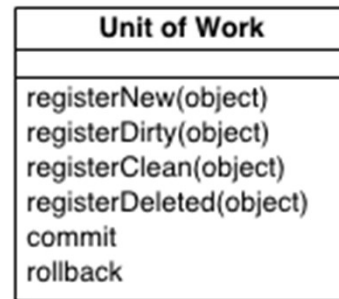 Unit of Work
registerNew(object)
registerDirty(object)
registerClean(object)
registerDeleted(object)
commit
rollback